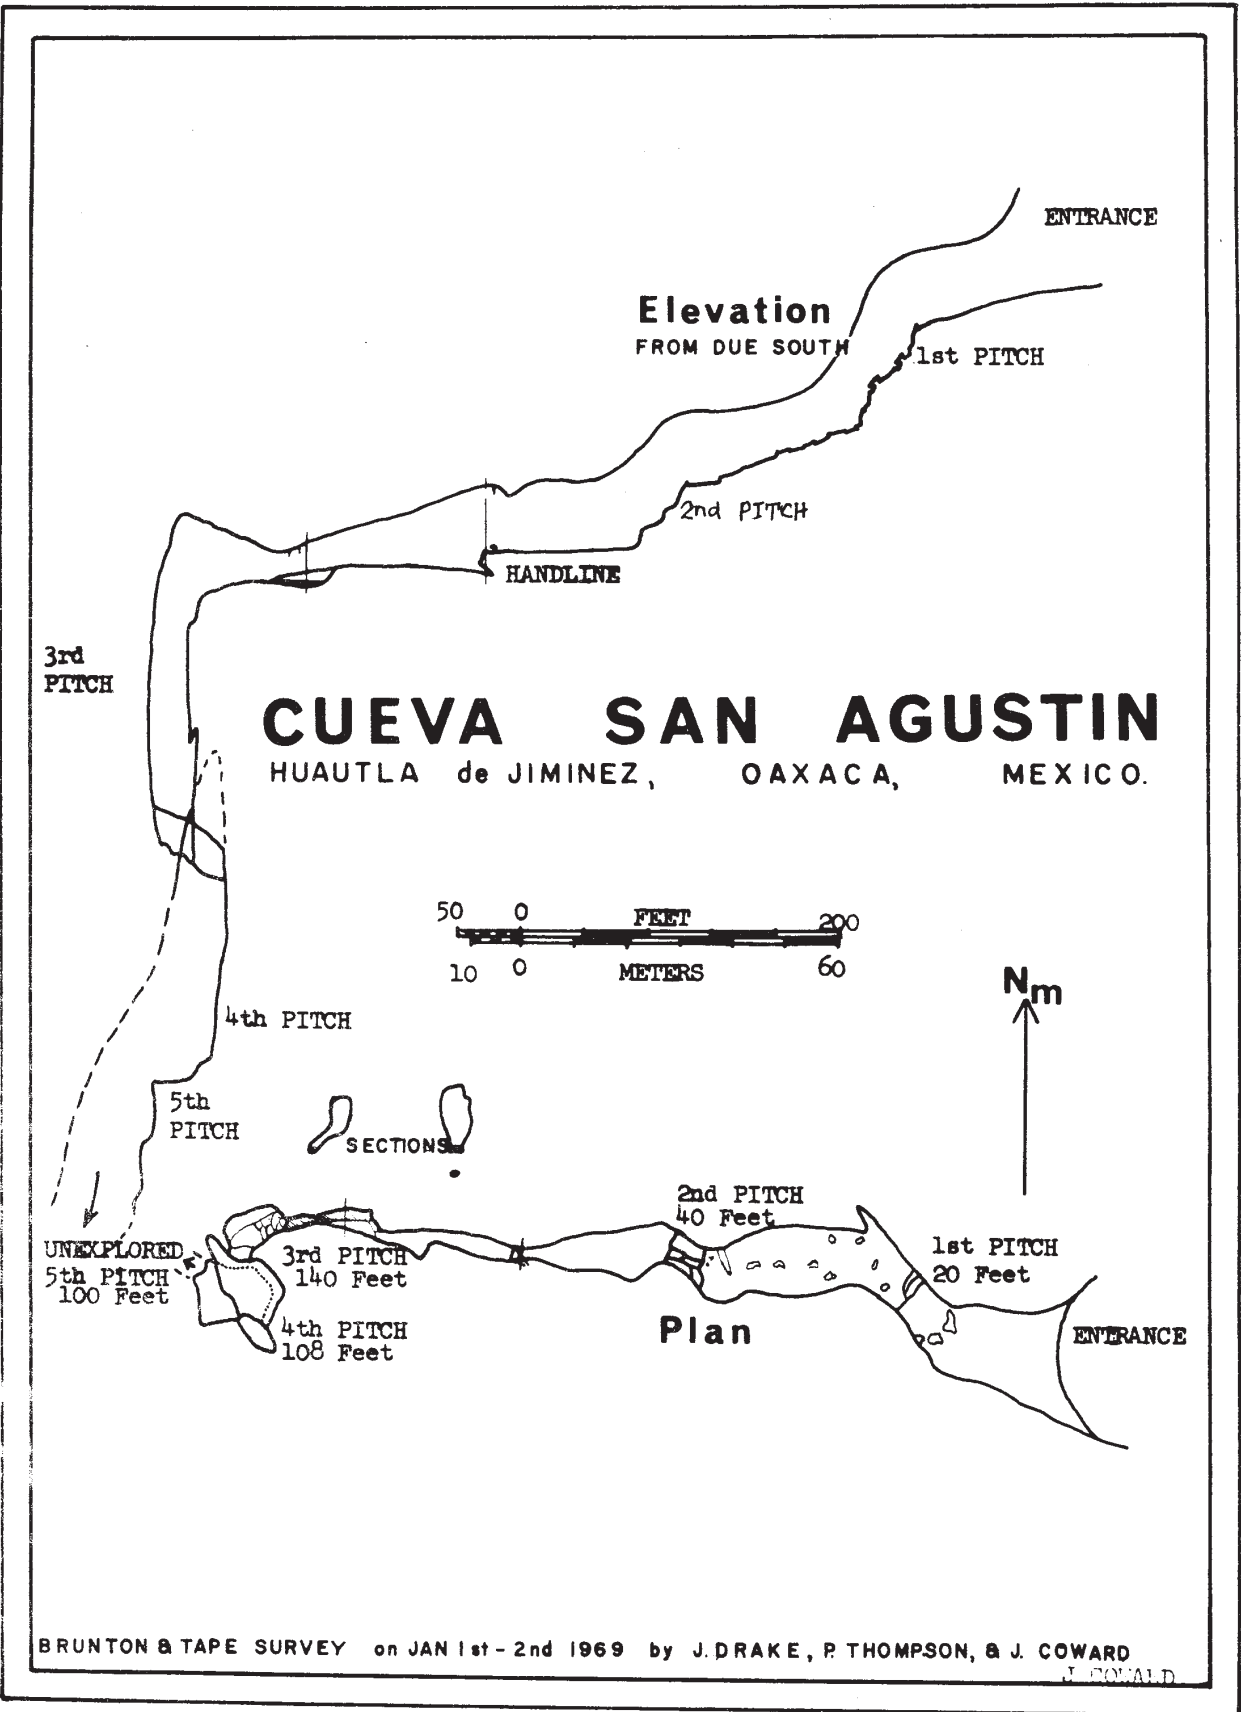 ENTRANCE
Elevation
FROM DUE SOUTH
1st PITCH
2nd PITCH
HANDLINE
3rd
PITCH
CUEVA SAN AGUSTIN
HUAUTLA de JIMINEZ, OAXACA, MEXICO.
50 0 FEET 200
10 0 METERS 60
Nm
4th PITCH
5th
PITCH
SECTIONS
2nd PITCH
40 Feet
UNEXPLORED
5th PITCH
100 Feet
3rd PITCH
140 Feet
1st PITCH
20 Feet
4th PITCH
108 Feet
Plan
ENTRANCE
BRUNTON & TAPE SURVEY on JAN 1st - 2nd 1969 by J. DRAKE, P. THOMPSON, & J. COWARD